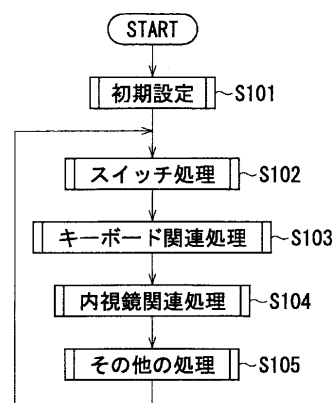 START
初期設定 S101
スイッチ処理 S102
キーボード関連処理 S103
内視鏡関連処理 S104
その他の処理 S105